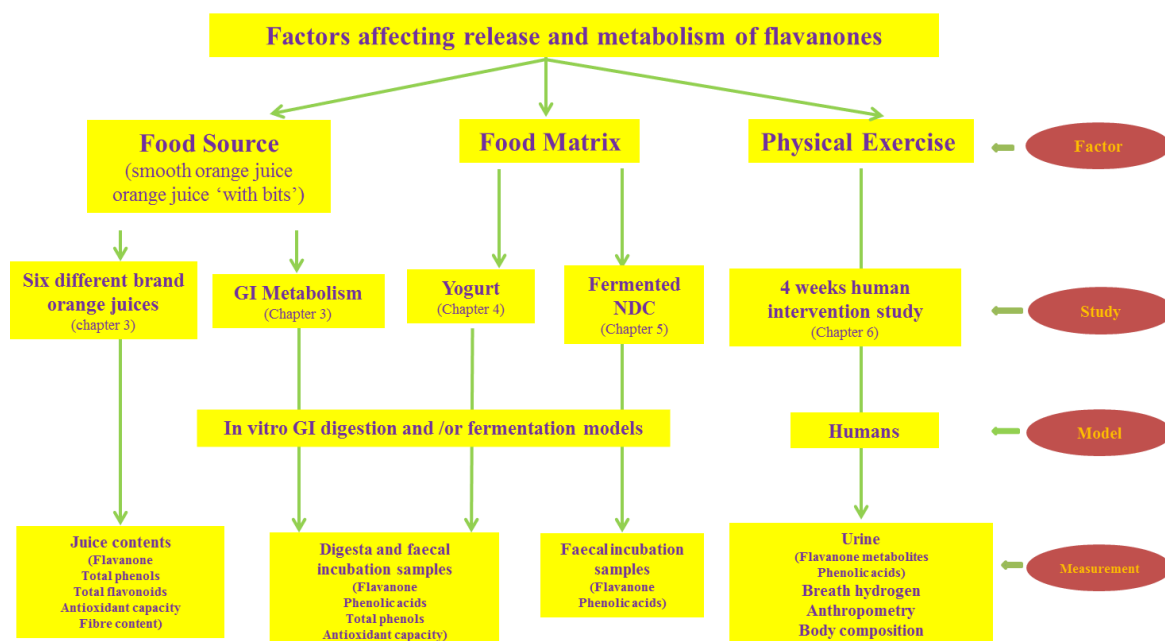 Factors affecting release and metabolism of flavanones
Food Source
(smooth orange juice
orange juice ‘with bits’)
Food Matrix
Physical Exercise
Factor
Six different brand
orange juices
(chapter 3)
GI Metabolism
(Chapter 3)
Yogurt
(Chapter 4)
Fermented
NDC
(Chapter 5)
4 weeks human
intervention study
(Chapter 6)
Study
In vitro GI digestion and /or fermentation models
Humans
Model
Juice contents
(Flavanone
Total phenols
Total flavonoids
Antioxidant capacity
Fibre content)
Digesta and faecal
incubation samples
(Flavanone
Phenolic acids
Total phenols
Antioxidant capacity)
Faecal incubation
samples
(Flavanone
Phenolic acids)
Urine
(Flavanone metabolites
Phenolic acids)
Breath hydrogen
Anthropometry
Body composition
Measurement